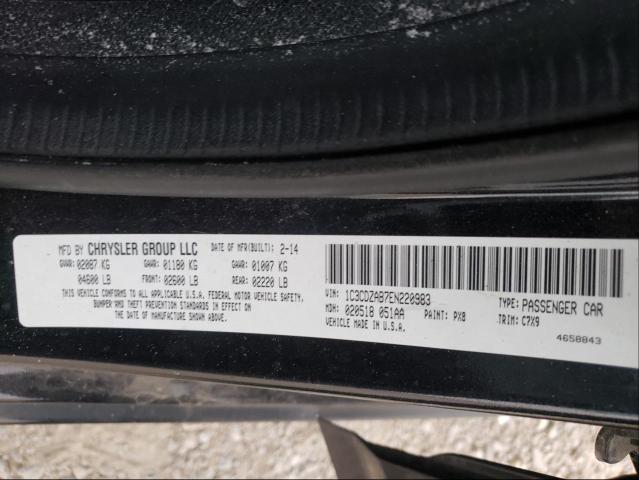 MFD BY CHRYSLER GROUP LLC DATE OF MFR(BUILT): 2-14
GVWR: 02087 KG GAWR: 01180 KG GAWR: 01007 KG
04600 LB FRONT: 02600 LB REAR: 02220 LB
THIS VEHICLE CONFORMS TO ALL APPLICABLE U.S.A. FEDERAL MOTOR VEHICLE SAFETY,
BUMPER AND THEFT PREVENTION STANDARDS IN EFFECT ON
THE DATE OF MANUFACTURE SHOWN ABOVE.
VIN: 1C3CDZAB7EN220983 TYPE: PASSENGER CAR
MDH: 020518 051AA PAINT: PX8 TRIM: C7X9
VEHICLE MADE IN U.S.A.
4658843